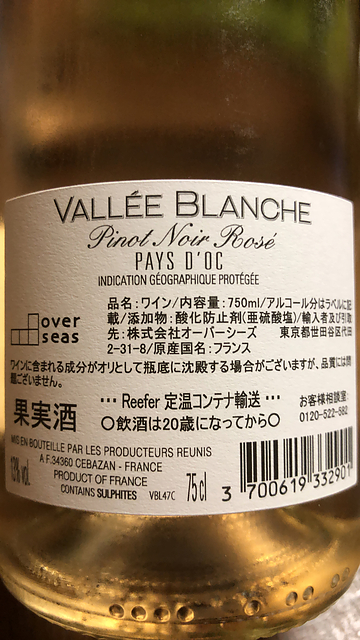 VALLÉE BLANCHE
Pinot Noir Rosé
PAYS D'OC
INDICATION GÉOGRAPHIQUE PROTÉGÉE
over
seas
品名:ワイン/内容量:750ml/アルコール分はラベルに記
載/添加物:酸化防止剤(亜硫酸塩)/輸入者及び引取
先:株式会社オーバーシーズ 東京都世田谷区代田
2-31-8/原産国名:フランス
ワインに含まれる成分がオリとして瓶底に沈殿する場合がございますが、品質には問
題ございません。
果実酒
… Reefer 定温コンテナ輸送 …
○飲酒は20歳になってから○
お客様相談室:
0120-522-582
MIS EN BOUTEILLE PAR LES PRODUCTEURS REUNIS
A F.34360 CEBAZAN - FRANCE
PRODUCT OF FRANCE
CONTAINS SULPHITES VBL47C
13% vol.
75 cl
3 700619 332901